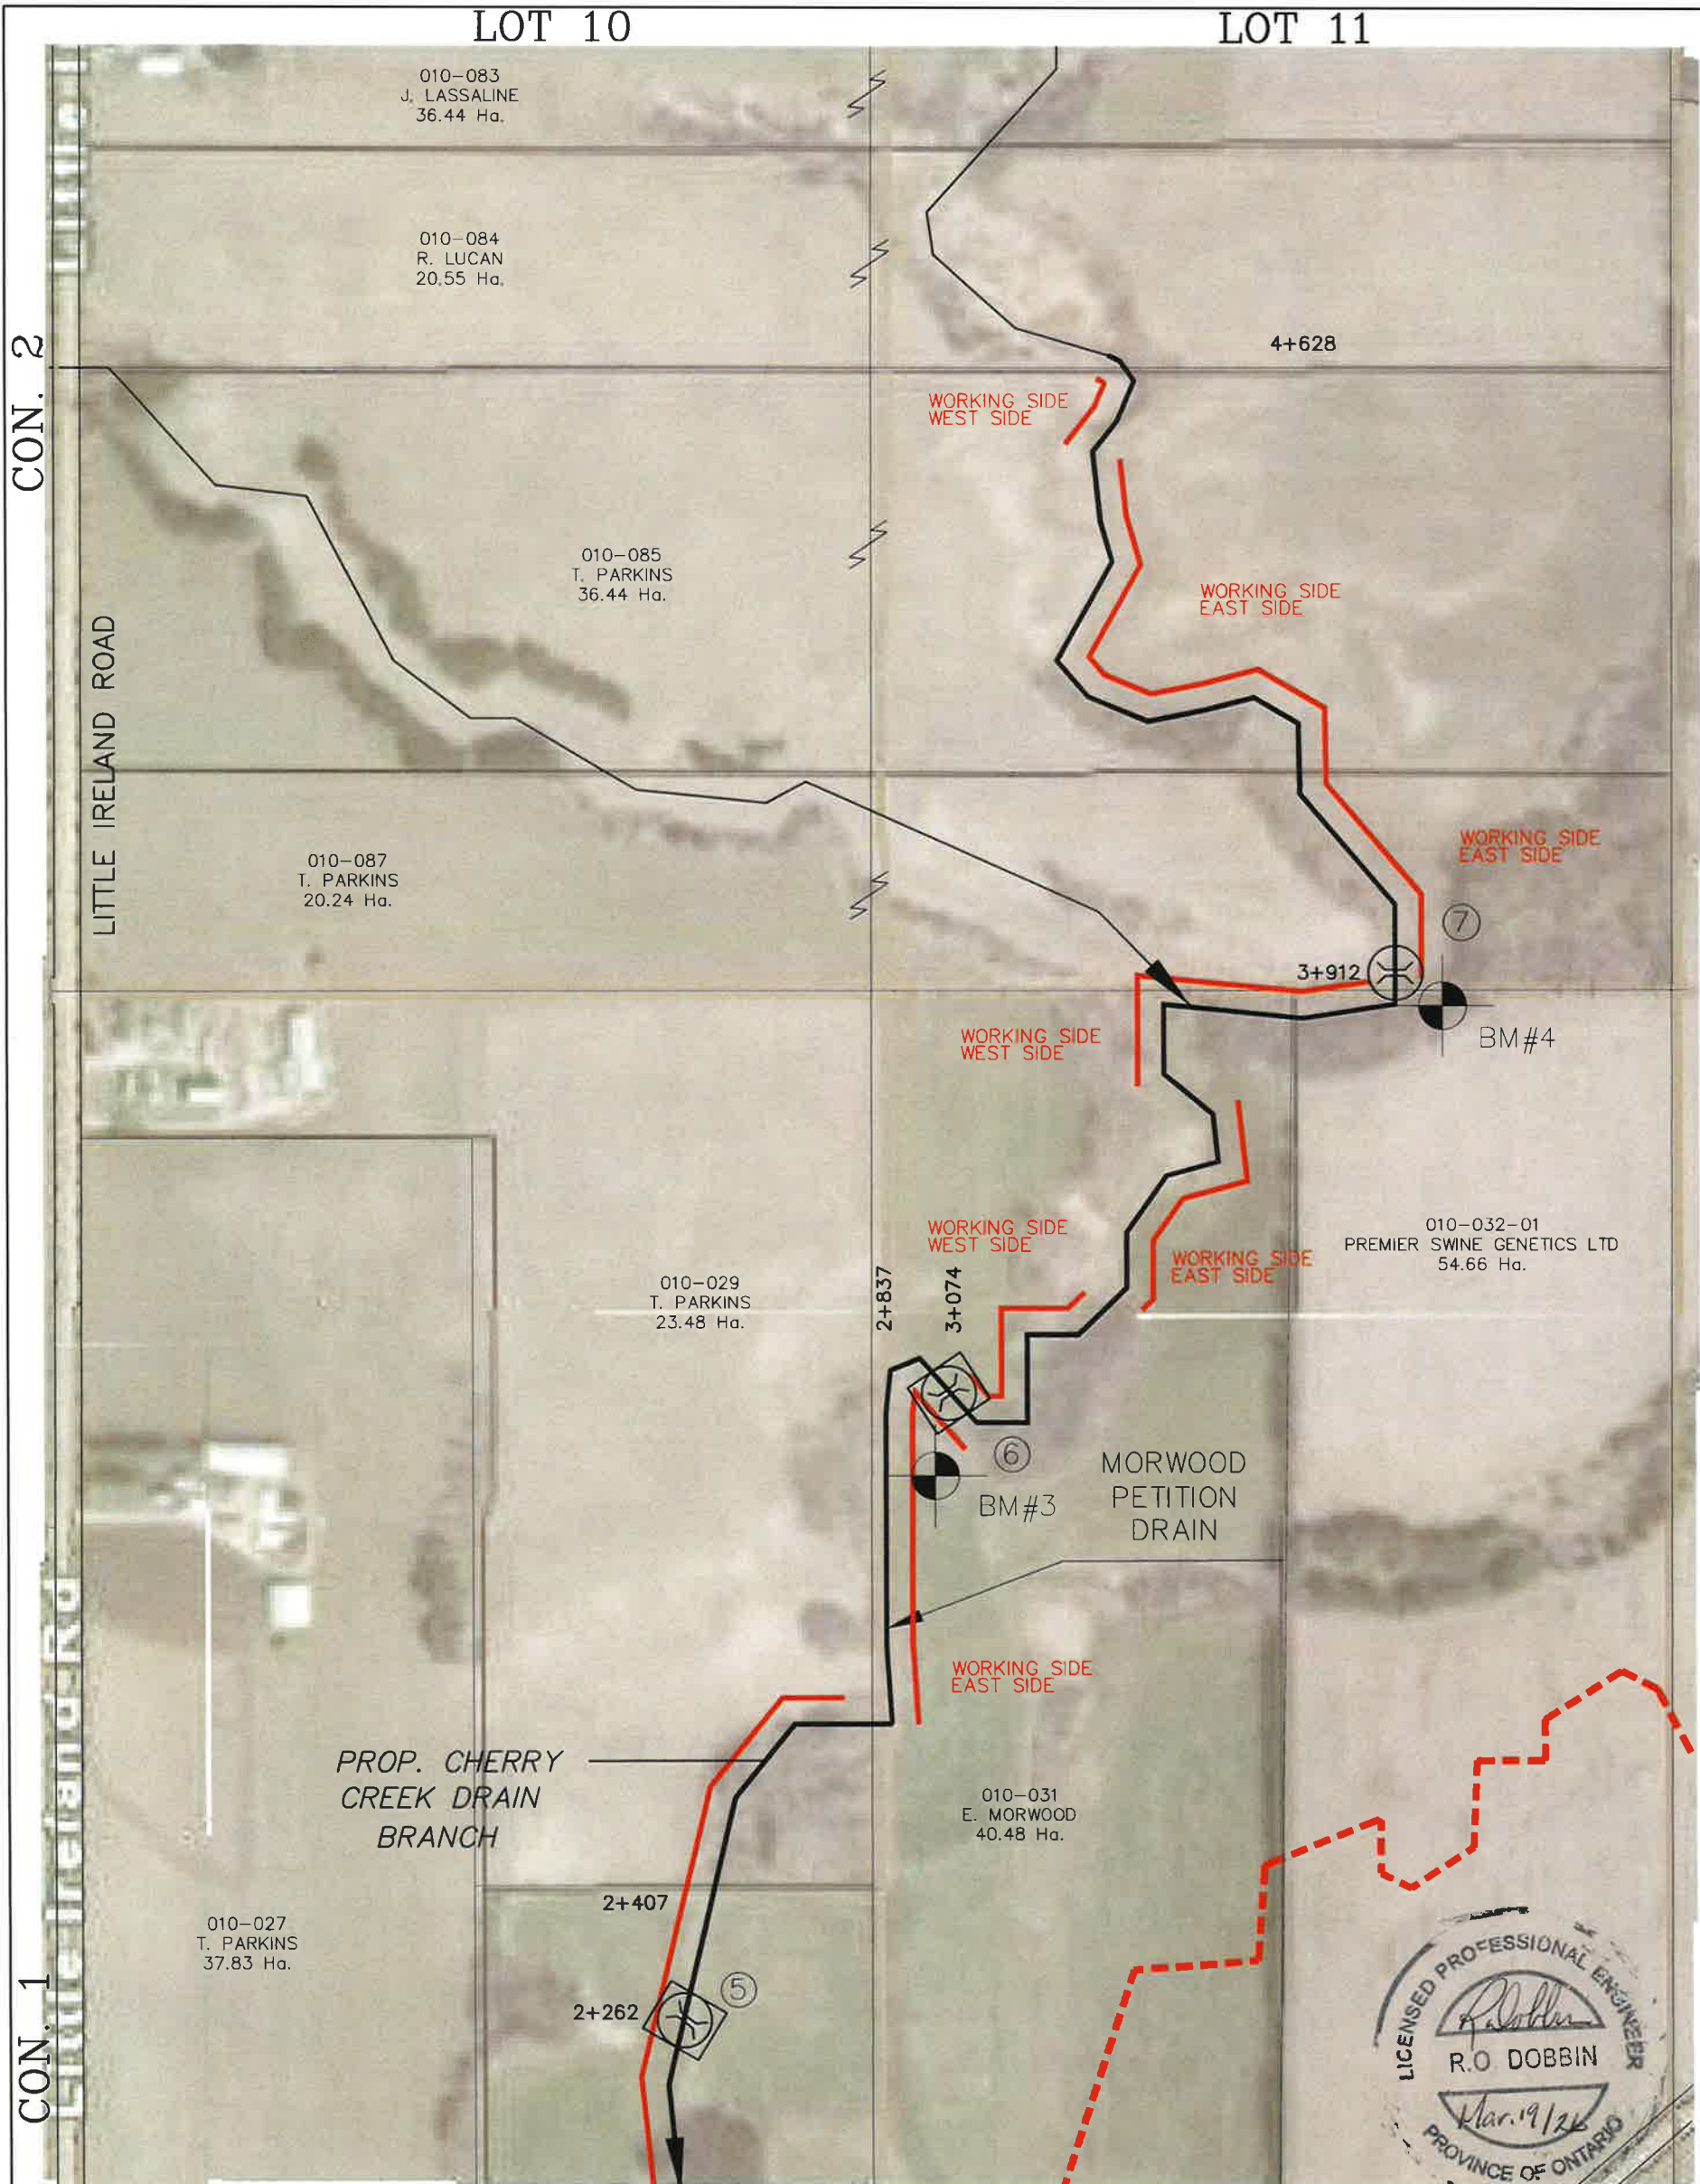 LOT 10
LOT 11
010-083
J. LASSALINE
36.44 Ha.
010-084
R. LUCAN
20.55 Ha.
CON. 2
4+628
WORKING SIDE
WEST SIDE
010-085
T. PARKINS
36.44 Ha.
WORKING SIDE
EAST SIDE
LITTLE IRELAND ROAD
010-087
T. PARKINS
20.24 Ha.
WORKING SIDE
EAST SIDE
7
3+912
BM#4
WORKING SIDE
WEST SIDE
WORKING SIDE
WEST SIDE
WORKING SIDE
EAST SIDE
010-032-01
PREMIER SWINE GENETICS LTD
54.66 Ha.
010-029
T. PARKINS
23.48 Ha.
2+837
3+074
6
BM#3
MORWOOD
PETITION
DRAIN
WORKING SIDE
EAST SIDE
PROP. CHERRY
CREEK DRAIN
BRANCH
010-031
E. MORWOOD
40.48 Ha.
2+407
010-027
T. PARKINS
37.83 Ha.
5
2+262
CON. 1
Little Ireland Rd
LICENSED PROFESSIONAL ENGINEER
R.O. DOBBIN
PROVINCE OF ONTARIO